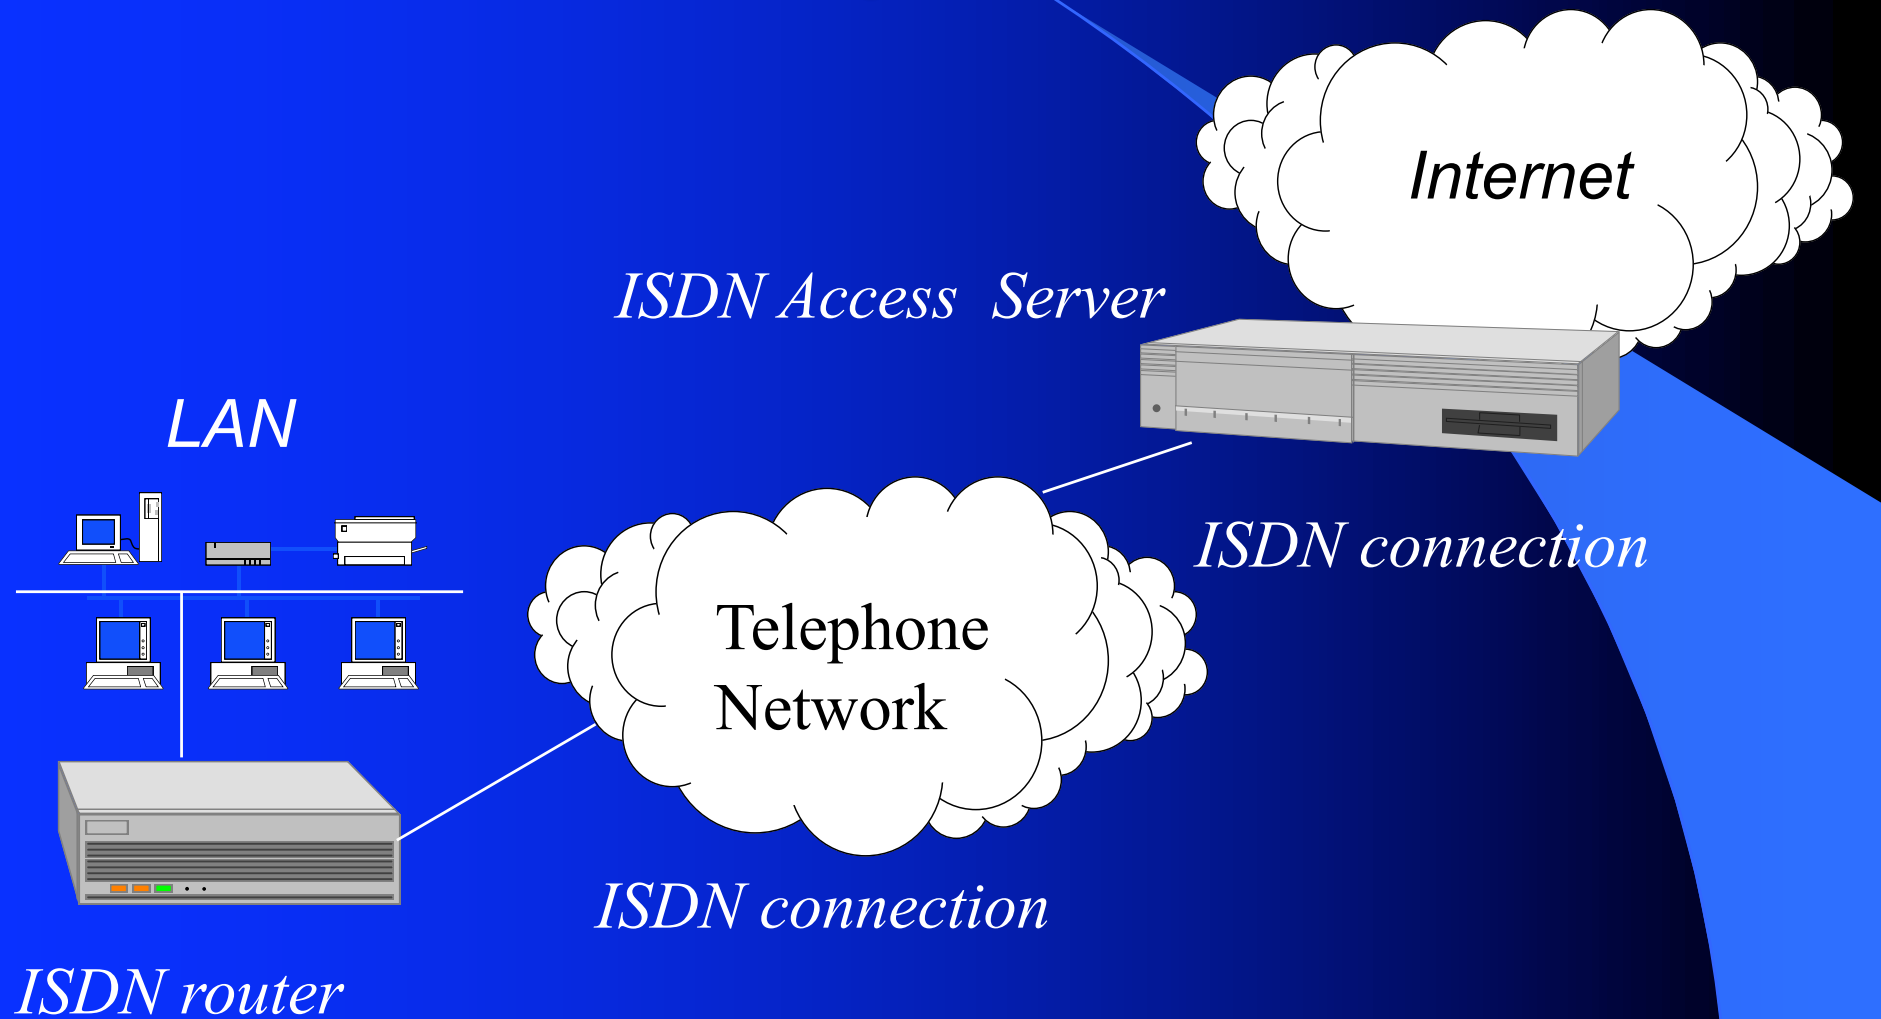 Internet
ISDN Access Server
LAN
ISDN connection
Telephone
Network
ISDN connection
ISDN router